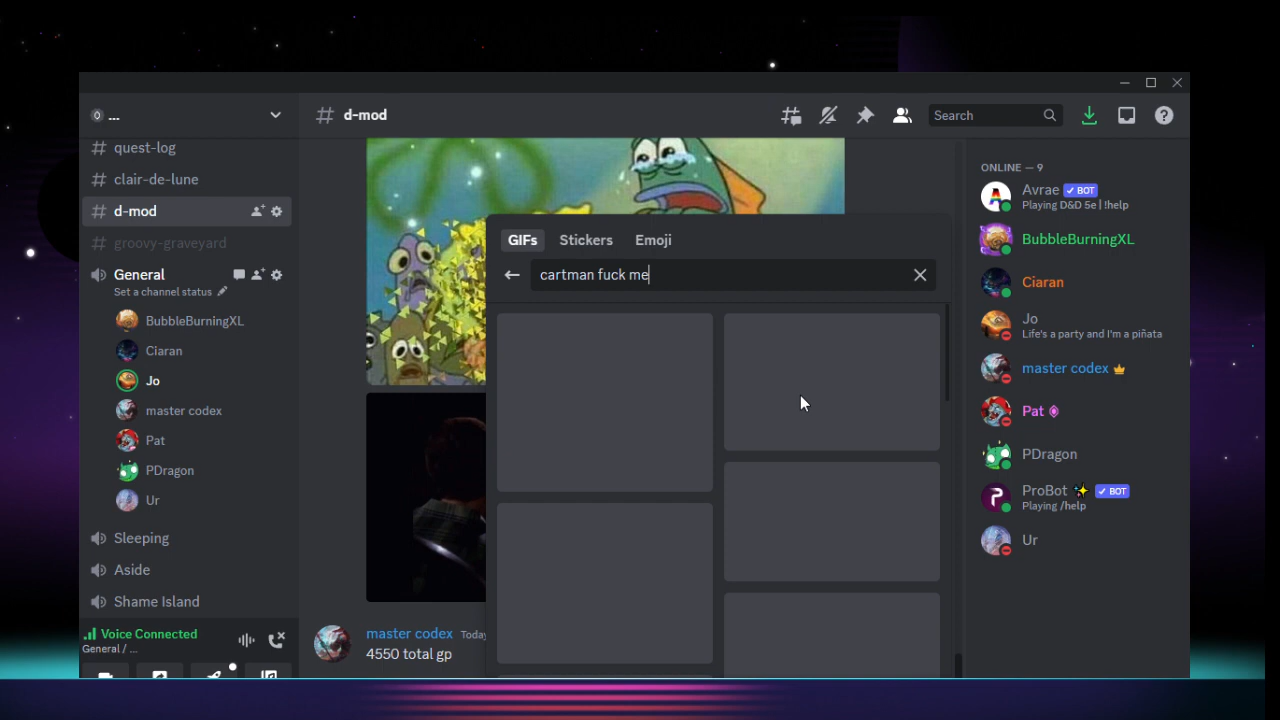 ...
d-mod
Search
quest-log
clair-de-lune
d-mod
groovy-graveyard
General
Set a channel status
BubbleBurningXL
Ciaran
Jo
master codex
Pat
PDragon
Ur
Sleeping
Aside
Shame Island
Voice Connected
General / ...
GIFs
Stickers
Emoji
cartman fuck me
master codex Today
4550 total gp
ONLINE — 9
Avrae BOT
Playing D&D 5e | !help
BubbleBurningXL
Ciaran
Jo
Life's a party and I'm a piñata
master codex
Pat
PDragon
ProBot ✨ BOT
Playing /help
Ur